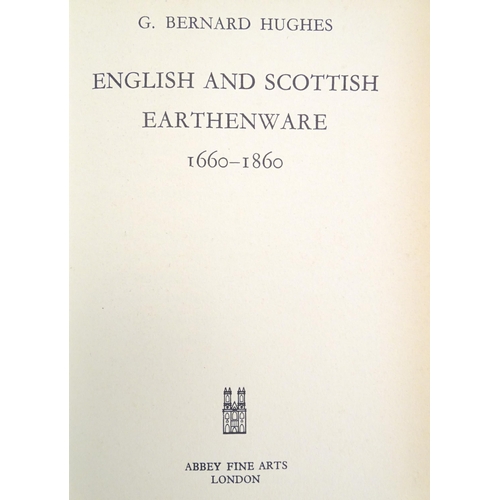 G. BERNARD HUGHES
ENGLISH AND SCOTTISH
EARTHENWARE
1660–1860
ABBEY FINE ARTS
LONDON